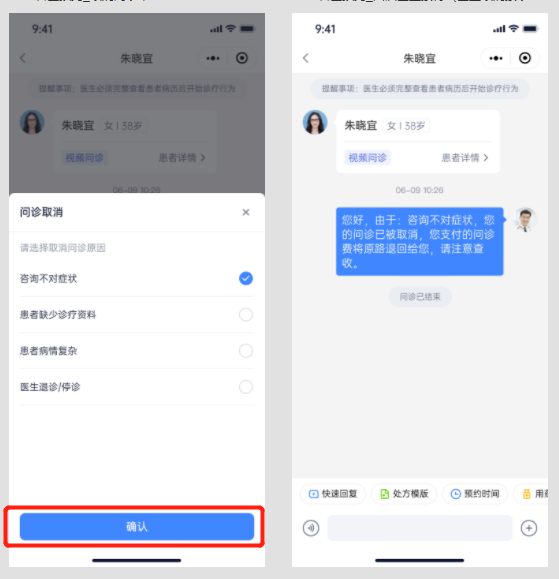 9:41
朱晓宜
提醒事项：医生必须完整查看患者病历后开始诊疗行为
朱晓宜 女 | 38岁
视频问诊 患者详情
06-09 10:26
问诊取消
请选择取消问诊原因
咨询不对症状
患者缺少诊疗资料
患者病情复杂
医生退诊/停诊
确认
9:41
朱晓宜
提醒事项：医生必须完整查看患者病历后开始诊疗行为
朱晓宜 女 | 38岁
视频问诊 患者详情
06-09 10:26
您好，由于：咨询不对症状，您
的问诊已被取消，您支付的问诊
费将原路退回给您，请注意查
收。
问诊已结束
快速回复 处方模版 预约时间